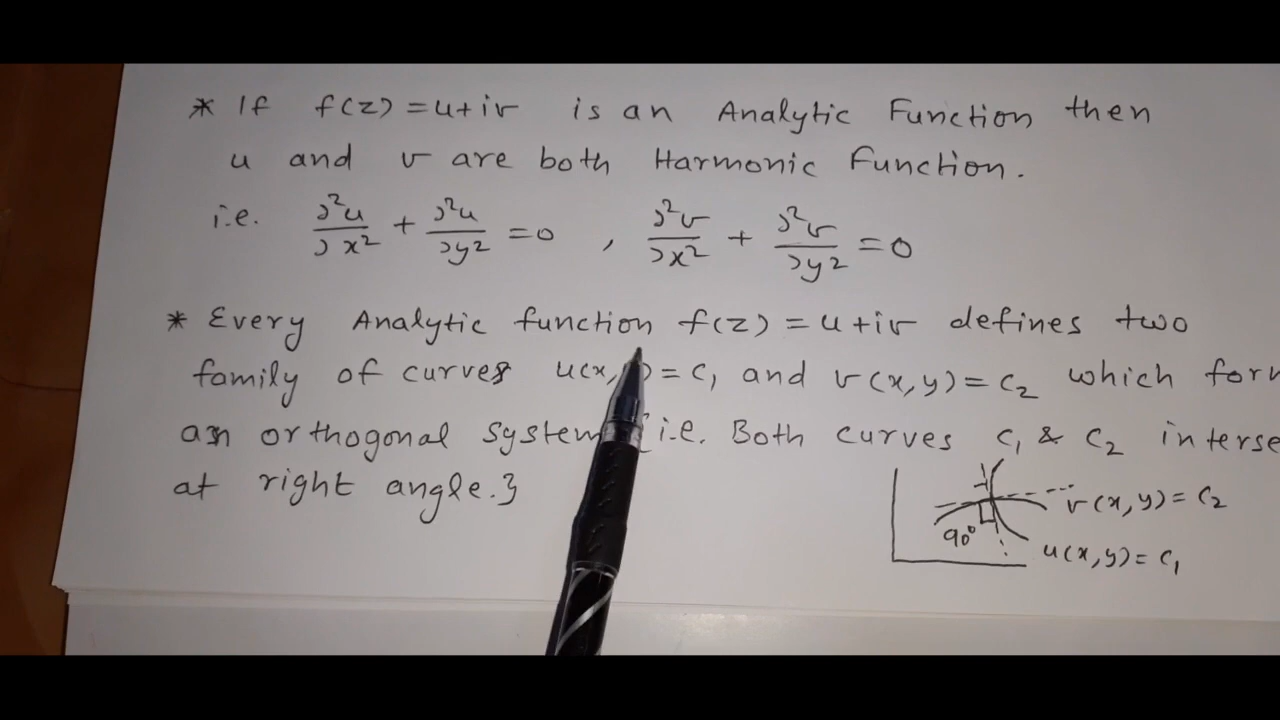 * If f(z) = u+iv is an Analytic Function then
u and v are both Harmonic Function.
i.e. ∂²u/∂x² + ∂²u/∂y² = 0 , ∂²v/∂x² + ∂²v/∂y² = 0
* Every Analytic function f(z) = u+iv defines two
family of curves u(x, ) = c₁ and v(x,y) = c₂ which
an orthogonal system {i.e. Both curves c₁ & c₂
at right angle.}
v(x,y) = c₂
90°
u(x,y) = c₁